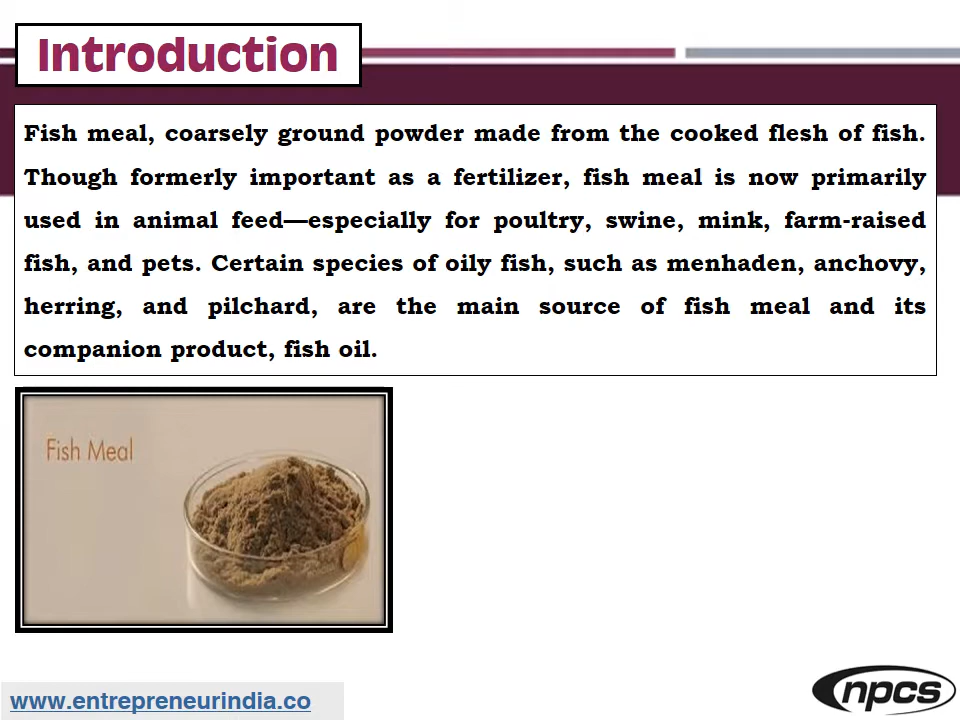 Introduction
Fish meal, coarsely ground powder made from the cooked flesh of fish.
Though formerly important as a fertilizer, fish meal is now primarily
used in animal feed—especially for poultry, swine, mink, farm-raised
fish, and pets. Certain species of oily fish, such as menhaden, anchovy,
herring, and pilchard, are the main source of fish meal and its
companion product, fish oil.
Fish Meal
www.entrepreneurindia.co
npcs